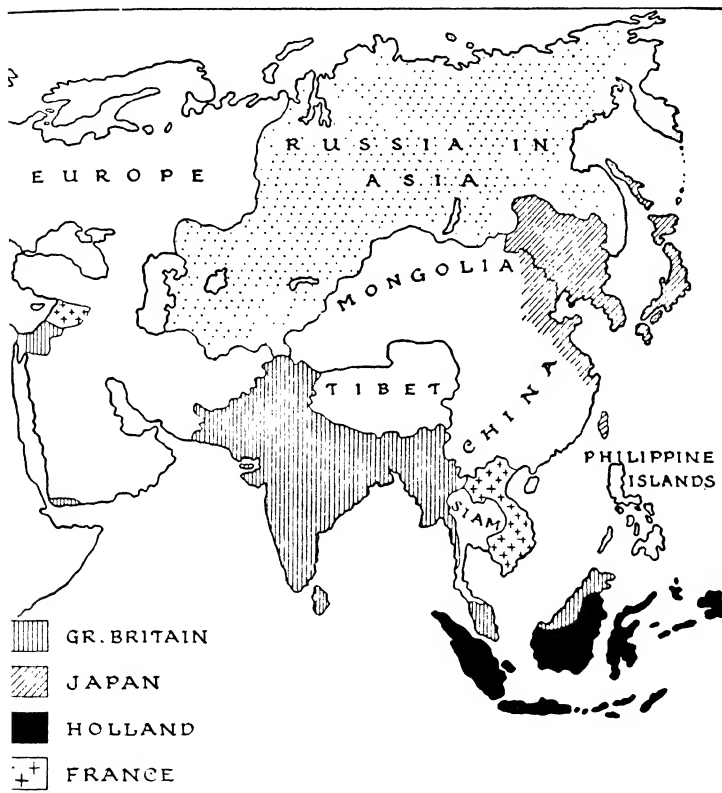 RUSSIA IN
ASIA
EUROPE
MONGOLIA
TIBET
CHINA
PHILIPPINE
ISLANDS
SIAM
GR. BRITAIN
JAPAN
HOLLAND
FRANCE